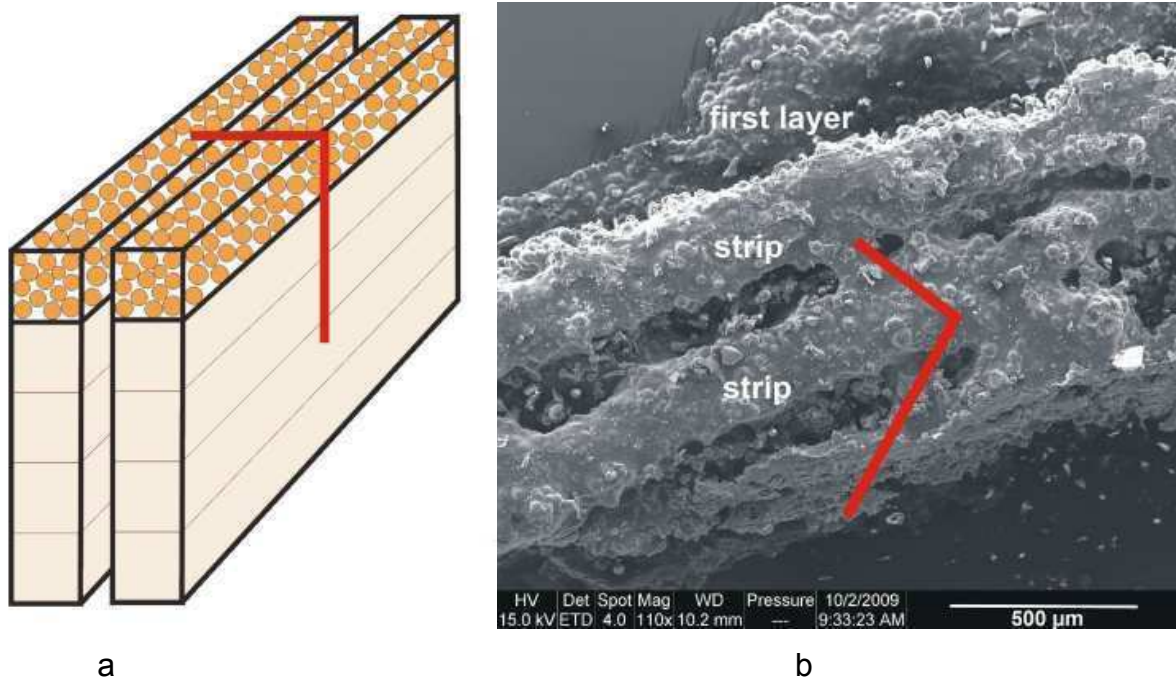 first layer
strip
strip
HV Det Spot Mag WD Pressure 10/2/2009
15.0 kV ETD 4.0 110x 10.2 mm --- 9:33:23 AM 500 µm
a b